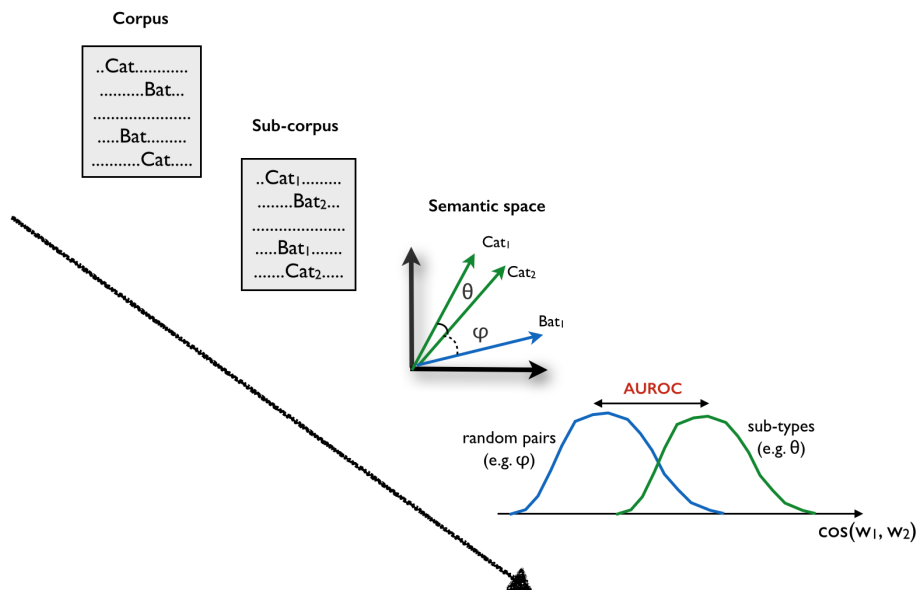 Corpus
..Cat............
..........Bat...
.......................
.....Bat.........
............Cat.....
Sub-corpus
..Cat₁.........
........Bat₂...
......................
.....Bat₁.......
.......Cat₂.....
Semantic space
Cat₁
Cat₂
θ
φ
Bat₁
AUROC
random pairs
(e.g. φ)
sub-types
(e.g. θ)
cos(w₁, w₂)